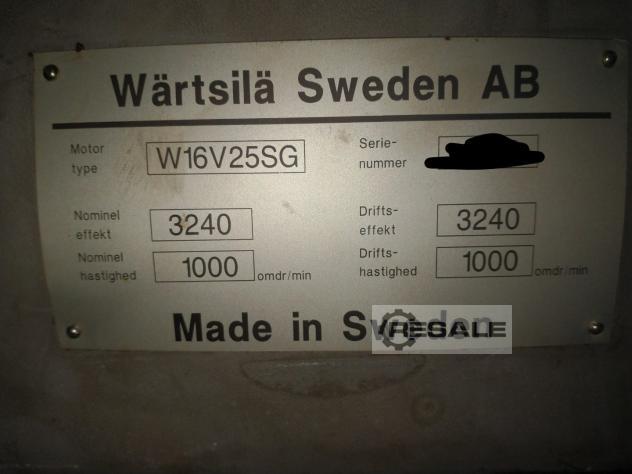 Wärtsilä Sweden AB
Motor type W16V25SG
Serie-nummer
Nominel effekt 3240
Drifts-effekt 3240
Nominel hastighed 1000 omdr/min
Drifts-hastighed 1000 omdr/min
Made in Sweden
RESALE